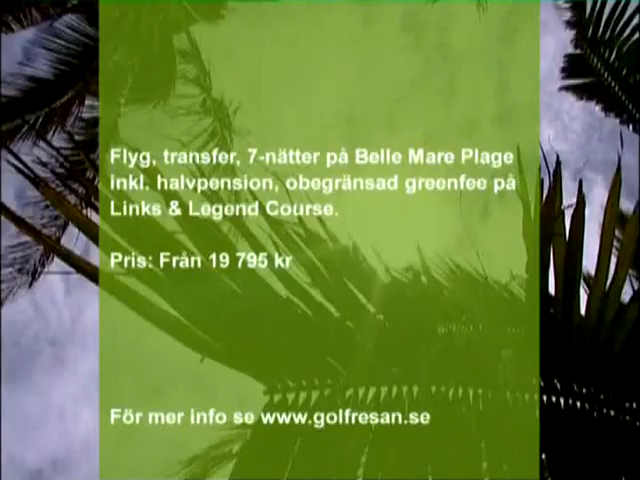 Flyg, transfer, 7-nätter på Belle Mare Plage
inkl. halvpension, obegränsad greenfee på
Links & Legend Course.
Pris: Från 19 795 kr
För mer info se www.golfresan.se